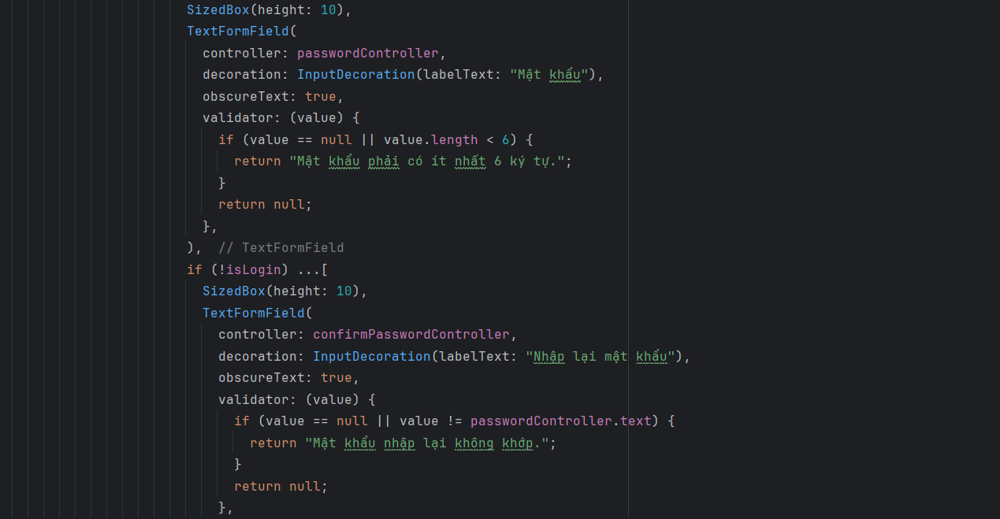 SizedBox(height: 10),
TextFormField(
controller: passwordController,
decoration: InputDecoration(labelText: "Mật khẩu"),
obscureText: true,
validator: (value) {
if (value == null || value.length < 6) {
return "Mật khẩu phải có ít nhất 6 ký tự.";
}
return null;
},
), // TextFormField
if (!isLogin) ...[
SizedBox(height: 10),
TextFormField(
controller: confirmPasswordController,
decoration: InputDecoration(labelText: "Nhập lại mật khẩu"),
obscureText: true,
validator: (value) {
if (value == null || value != passwordController.text) {
return "Mật khẩu nhập lại không khớp.";
}
return null;
},